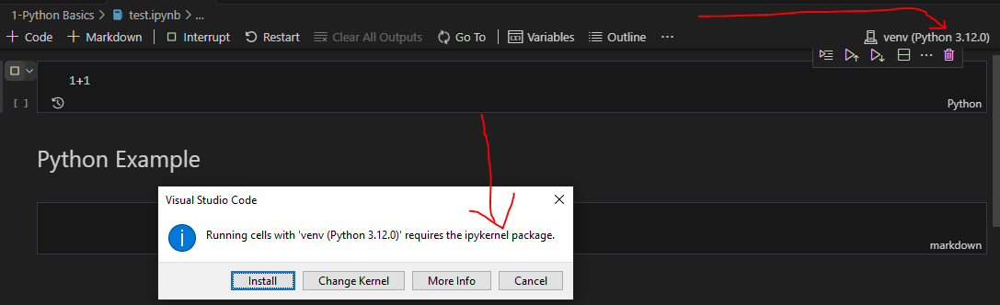 1-Python Basics > test.ipynb > ...
+ Code + Markdown Interrupt Restart Clear All Outputs Go To Variables Outline ... venv (Python 3.12.0)
1+1
[ ] Python
Python Example
Visual Studio Code
Running cells with 'venv (Python 3.12.0)' requires the ipykernel package.
markdown
Install Change Kernel More Info Cancel